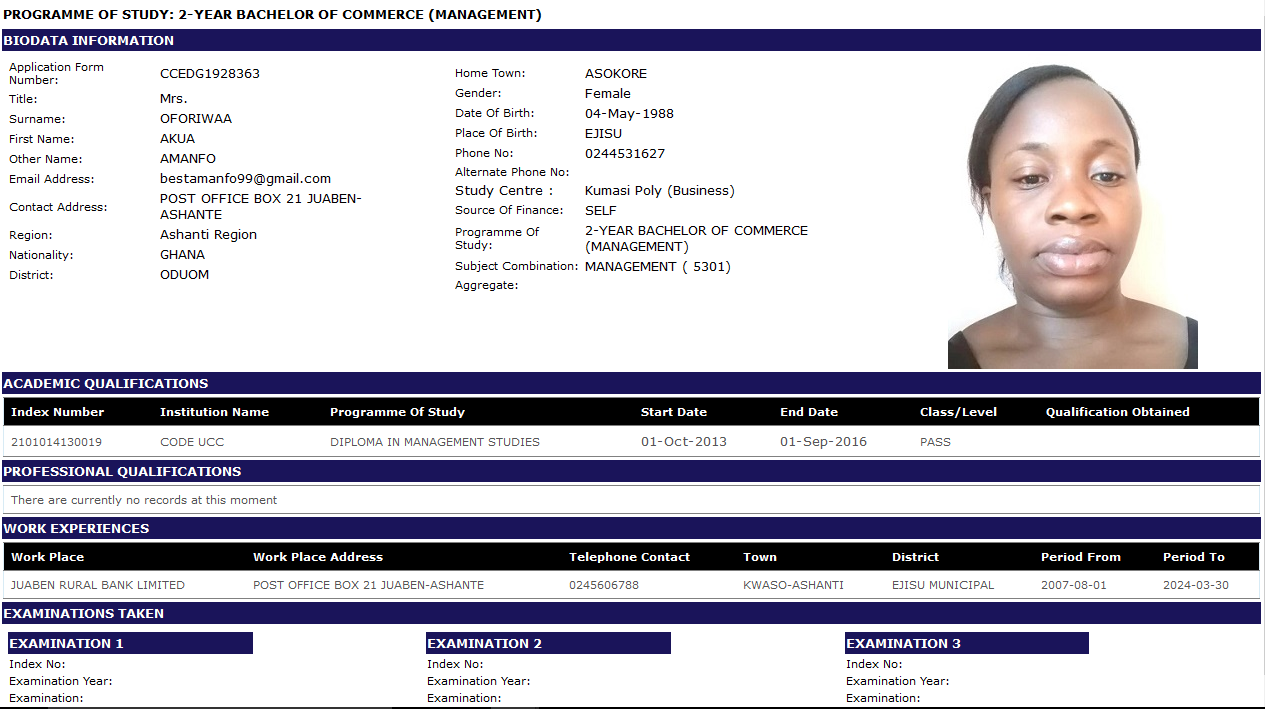 PROGRAMME OF STUDY: 2-YEAR BACHELOR OF COMMERCE (MANAGEMENT)
BIODATA INFORMATION
Application Form Number: CCEDG1928363
Title: Mrs.
Surname: OFORIWAA
First Name: AKUA
Other Name: AMANFO
Email Address: bestamanfo99@gmail.com
Contact Address: POST OFFICE BOX 21 JUABEN-
ASHANTE
Region: Ashanti Region
Nationality: GHANA
District: ODUOM
Home Town: ASOKORE
Gender: Female
Date Of Birth: 04-May-1988
Place Of Birth: EJISU
Phone No: 0244531627
Alternate Phone No:
Study Centre : Kumasi Poly (Business)
Source Of Finance: SELF
Programme Of Study: 2-YEAR BACHELOR OF COMMERCE
(MANAGEMENT)
Subject Combination: MANAGEMENT ( 5301)
Aggregate:
ACADEMIC QUALIFICATIONS
Index Number Institution Name Programme Of Study Start Date End Date Class/Level Qualification Obtained
2101014130019 CODE UCC DIPLOMA IN MANAGEMENT STUDIES 01-Oct-2013 01-Sep-2016 PASS
PROFESSIONAL QUALIFICATIONS
There are currently no records at this moment
WORK EXPERIENCES
Work Place Work Place Address Telephone Contact Town District Period From Period To
JUABEN RURAL BANK LIMITED POST OFFICE BOX 21 JUABEN-ASHANTE 0245606788 KWASO-ASHANTI EJISU MUNICIPAL 2007-08-01 2024-03-30
EXAMINATIONS TAKEN
EXAMINATION 1 EXAMINATION 2 EXAMINATION 3
Index No: Index No: Index No:
Examination Year: Examination Year: Examination Year:
Examination: Examination: Examination: